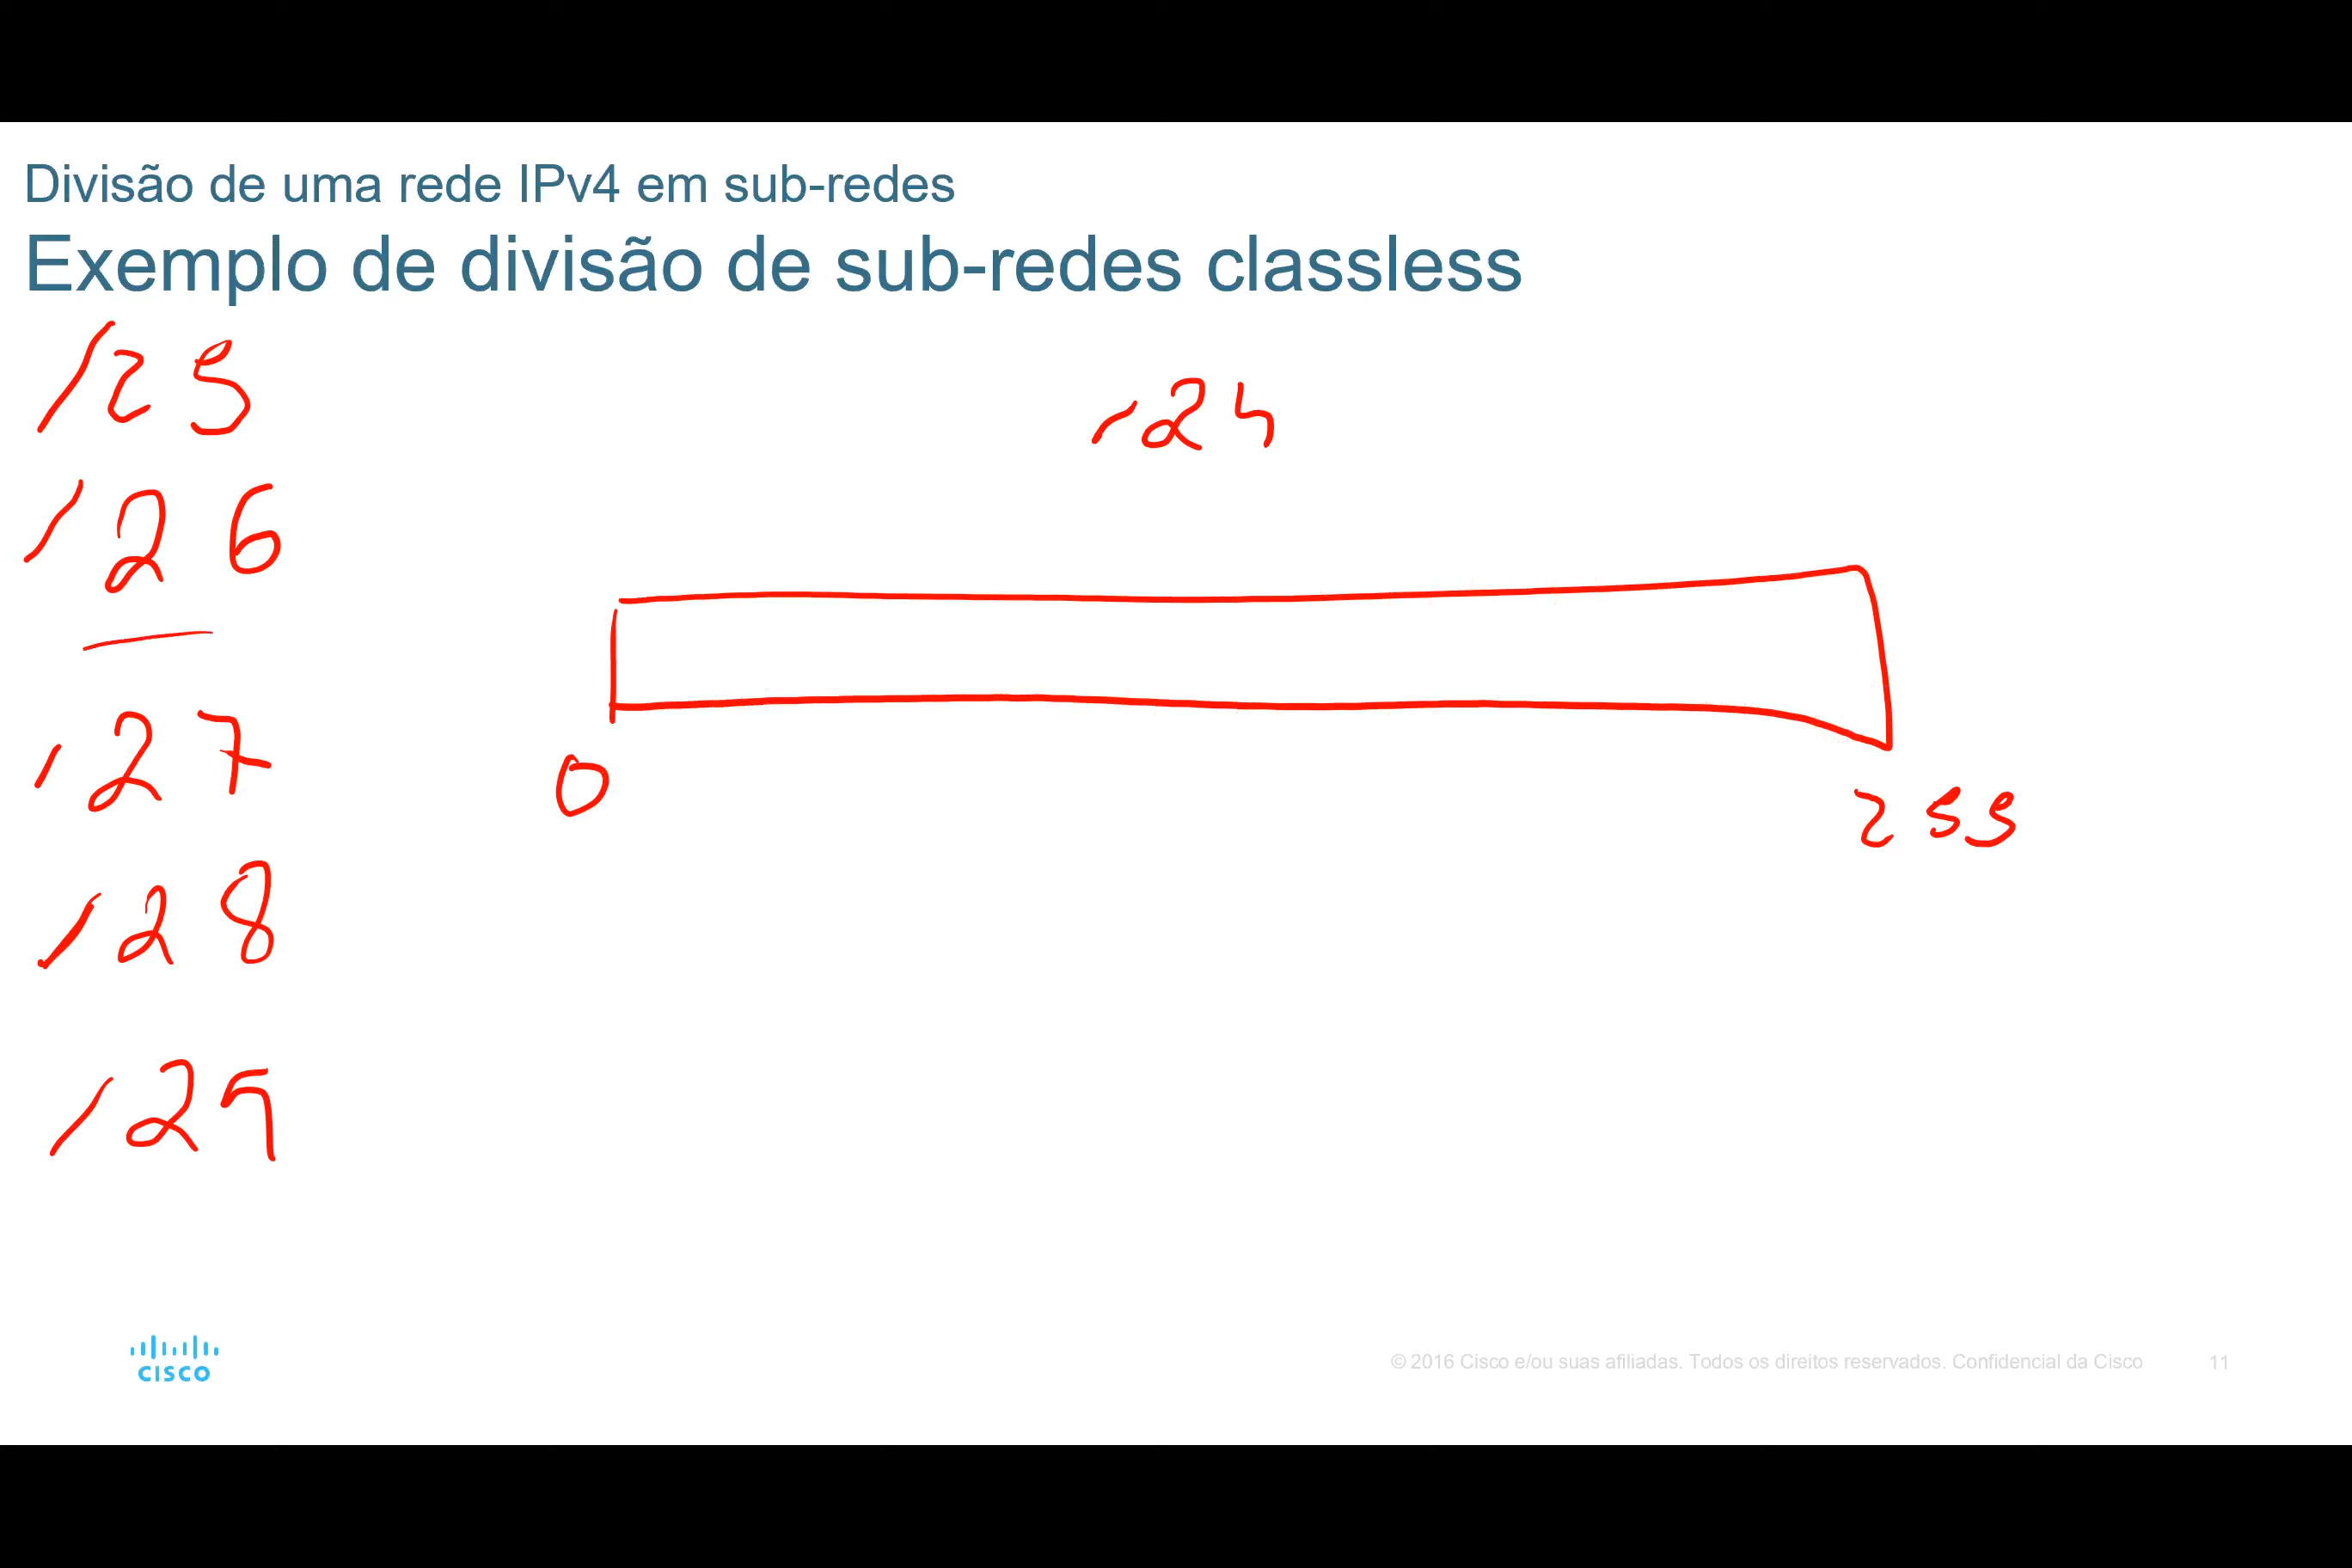 Divisão de uma rede IPv4 em sub-redes
Exemplo de divisão de sub-redes classless
/25
/24
/26
/27
0
255
/28
/29
CISCO
© 2016 Cisco e/ou suas afiliadas. Todos os direitos reservados. Confidencial da Cisco 11